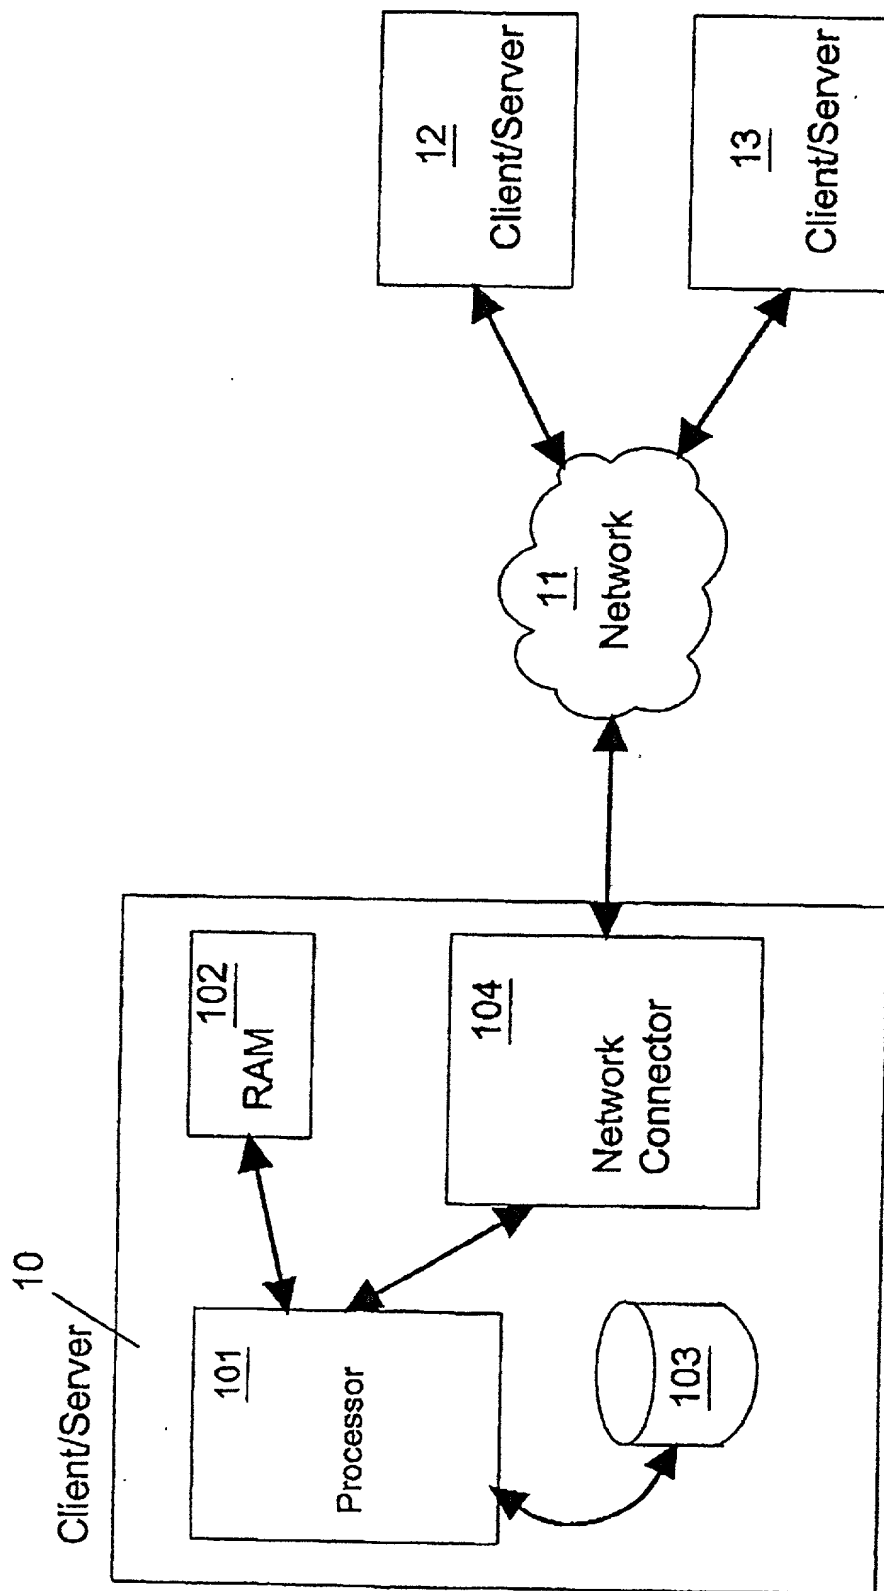 Client/Server
10
101
Processor
102
RAM
103
104
Network
Connector
11
Network
12
Client/Server
13
Client/Server